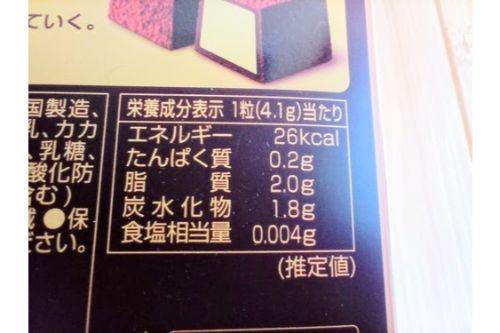 ていく。
国製造、
乳、カカ
、乳糖、
酸化防
含む)
成 ●保
ださい。
栄養成分表示 1粒(4.1g)当たり
エネルギー 26kcal
たんぱく質 0.2g
脂質 2.0g
炭水化物 1.8g
食塩相当量 0.004g
(推定値)